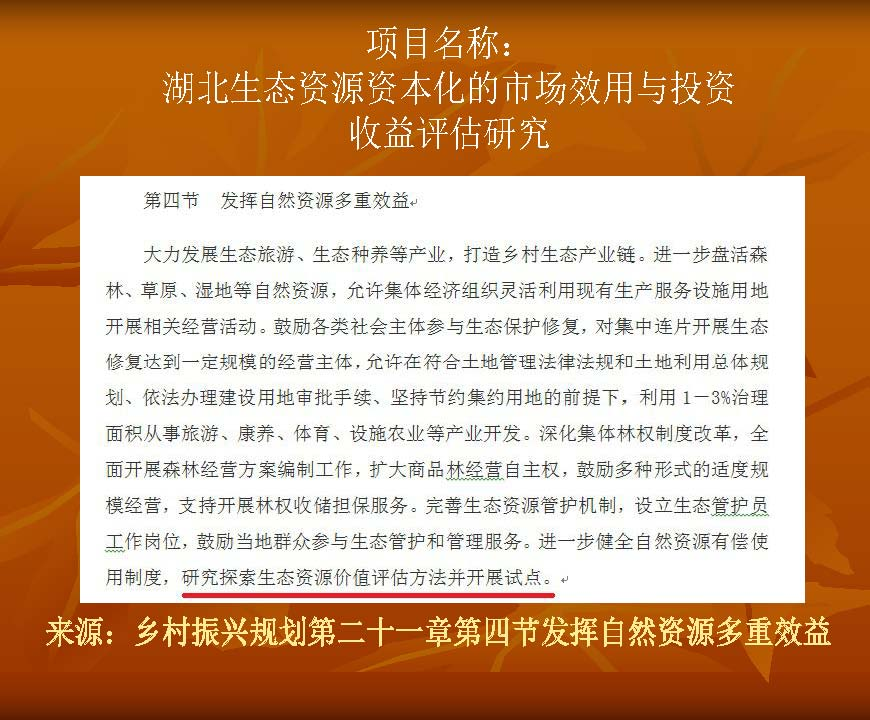 项目名称：
湖北生态资源资本化的市场效用与投资
收益评估研究
第四节　发挥自然资源多重效益
大力发展生态旅游、生态种养等产业，打造乡村生态产业链。进一步盘活森
林、草原、湿地等自然资源，允许集体经济组织灵活利用现有生产服务设施用地
开展相关经营活动。鼓励各类社会主体参与生态保护修复，对集中连片开展生态
修复达到一定规模的经营主体，允许在符合土地管理法律法规和土地利用总体规
划、依法办理建设用地审批手续、坚持节约集约用地的前提下，利用1－3%治理
面积从事旅游、康养、体育、设施农业等产业开发。深化集体林权制度改革，全
面开展森林经营方案编制工作，扩大商品林经营自主权，鼓励多种形式的适度规
模经营，支持开展林权收储担保服务。完善生态资源管护机制，设立生态管护员
工作岗位，鼓励当地群众参与生态管护和管理服务。进一步健全自然资源有偿使
用制度，研究探索生态资源价值评估方法并开展试点。
来源：乡村振兴规划第二十一章第四节发挥自然资源多重效益